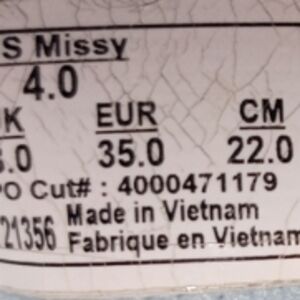 S Missy
4.0
EUR CM
.0 35.0 22.0
PO Cut# : 4000471179
21356 Made in Vietnam
Fabrique en Vietnam